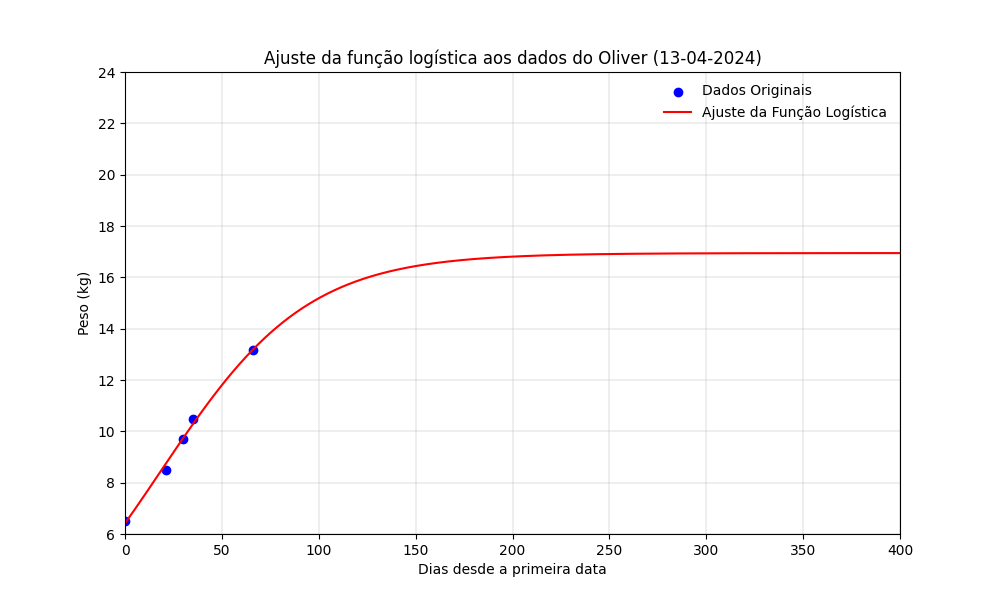 Ajuste da função logística aos dados do Oliver (13-04-2024)
Dados Originais
Ajuste da Função Logística
Peso (kg)
24
22
20
18
16
14
12
10
8
6
0 50 100 150 200 250 300 350 400
Dias desde a primeira data